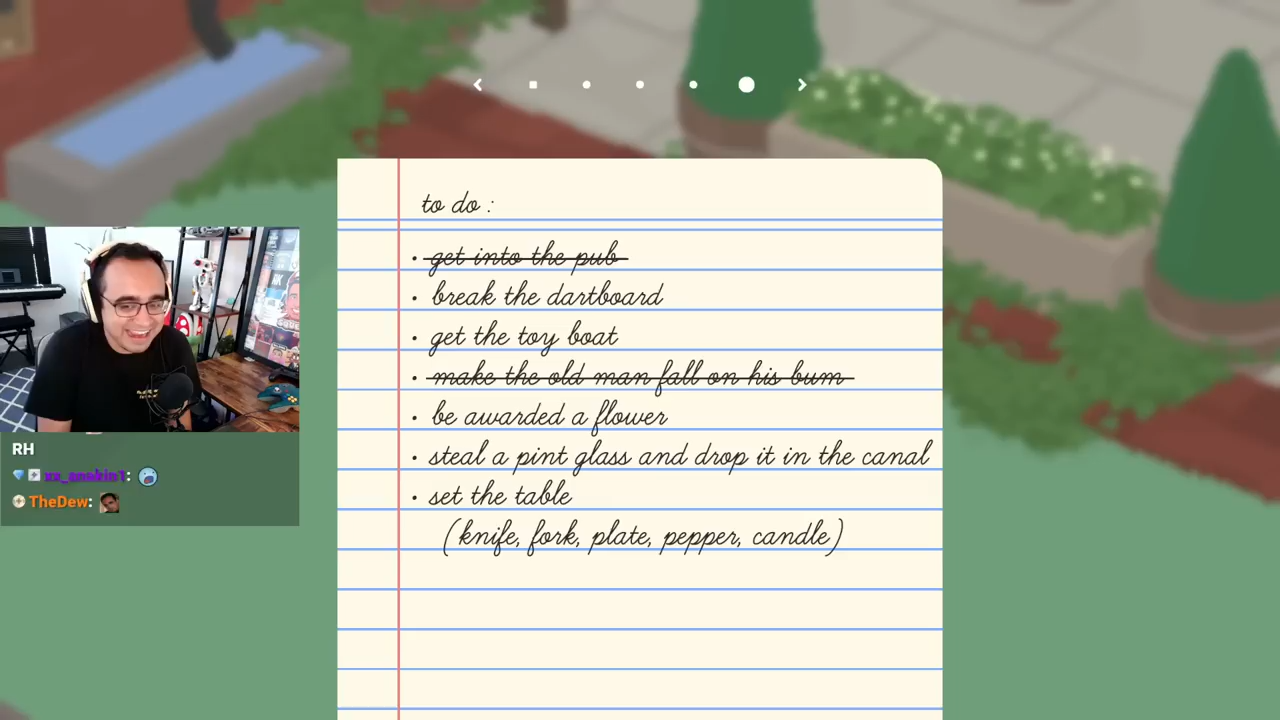 to do :
• get into the pub
• break the dartboard
• get the toy boat
• make the old man fall on his bum
• be awarded a flower
• steal a pint glass and drop it in the canal
• set the table
(knife, fork, plate, pepper, candle)
RH
xx_anakin1:
TheDew: